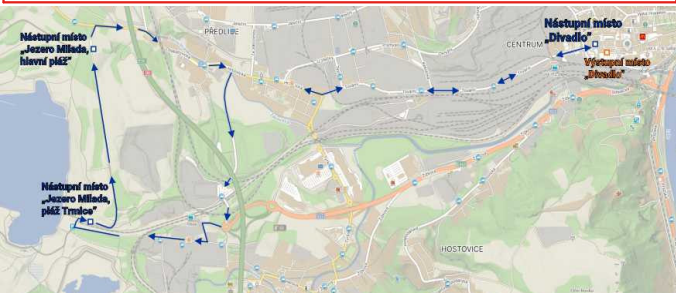 PŘEDLICE
Nástupní místo
„Jezero Milada,
hlavní pláž"
Nástupní místo
„Divadlo"
CENTRUM
Výstupní místo
„Divadlo"
Nástupní místo
„Jezero Milada,
pláž Trmice"
HOSTOVICE